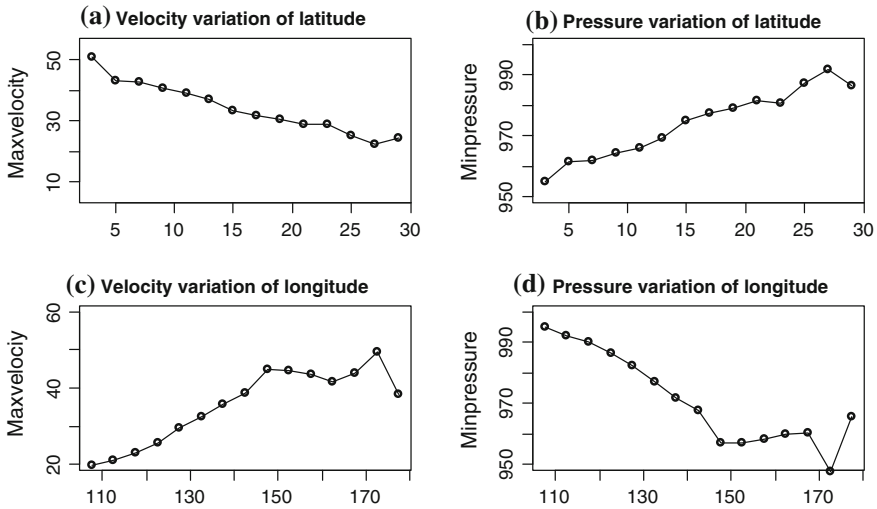 (a) Velocity variation of latitude
Maxvelocity
50
30
10
5 10 15 20 25 30
(b) Pressure variation of latitude
Minpressure
990
970
950
5 10 15 20 25 30
(c) Velocity variation of longitude
Maxvelociy
60
40
20
110 130 150 170
(d) Pressure variation of longitude
Minpressure
990
970
950
110 130 150 170